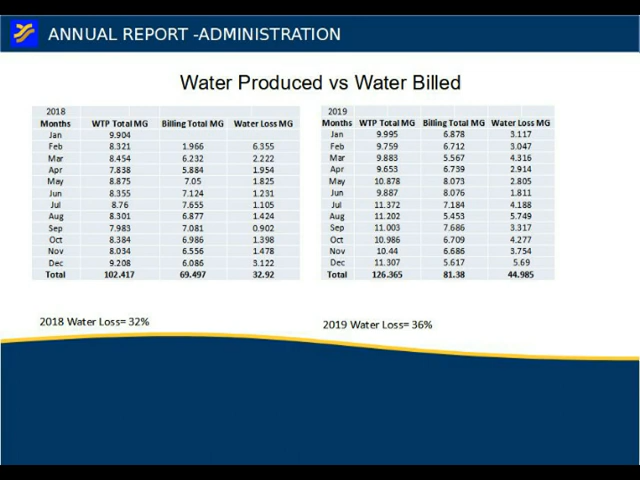 ANNUAL REPORT -ADMINISTRATION
Water Produced vs Water Billed
2018
Months WTP Total MG Billing Total MG Water Loss MG
Jan 9.904
Feb 8.321 1.966 6.355
Mar 8.454 6.232 2.222
Apr 7.838 5.884 1.954
May 8.875 7.05 1.825
Jun 8.355 7.124 1.231
Jul 8.76 7.655 1.105
Aug 8.301 6.877 1.424
Sep 7.983 7.081 0.902
Oct 8.384 6.986 1.398
Nov 8.034 6.556 1.478
Dec 9.208 6.086 3.122
Total 102.417 69.497 32.92
2018 Water Loss= 32%
2019
Months WTP Total MG Billing Total MG Water Loss MG
Jan 9.995 6.878 3.117
Feb 9.759 6.712 3.047
Mar 9.883 5.567 4.316
Apr 9.653 6.739 2.914
May 10.878 8.073 2.805
Jun 9.887 8.076 1.811
Jul 11.372 7.184 4.188
Aug 11.202 5.453 5.749
Sep 11.003 7.686 3.317
Oct 10.986 6.709 4.277
Nov 10.44 6.686 3.754
Dec 11.307 5.617 5.69
Total 126.365 81.38 44.985
2019 Water Loss= 36%